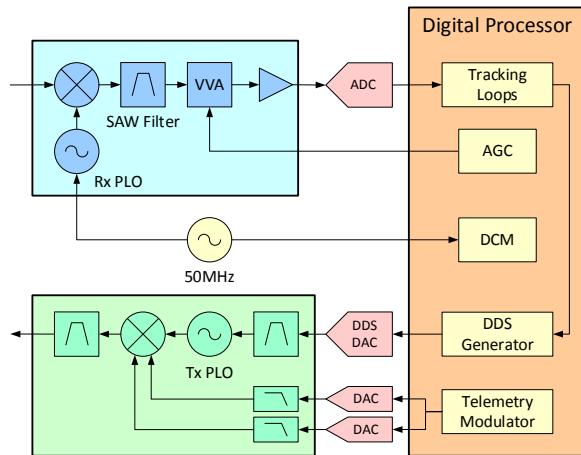 Digital Processor
VVA
ADC
Tracking
Loops
SAW Filter
AGC
Rx PLO
DCM
50MHz
DDS
DAC
DDS
Generator
Tx PLO
DAC
DAC
Telemetry
Modulator